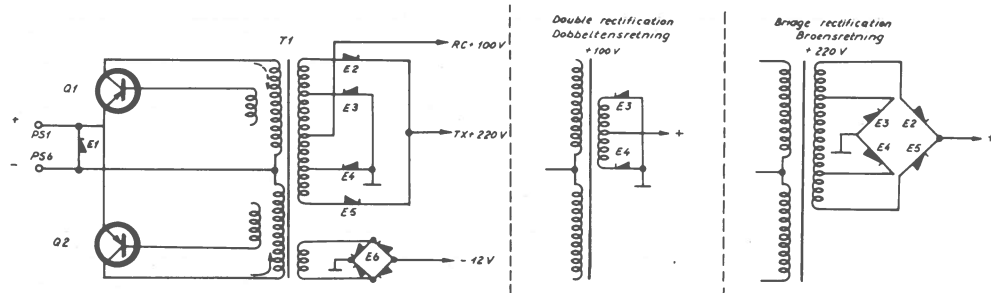 T1
RC+100V
E2
Q1
E3
+
PS1
E1
TX+220V
-
PS6
E4
E5
Q2
E6
-12V
Double rectification
Dobbeltensretning
+100V
E3
+
E4
Bridge rectification
Broensretning
+220V
E3
E2
+
E4
E5